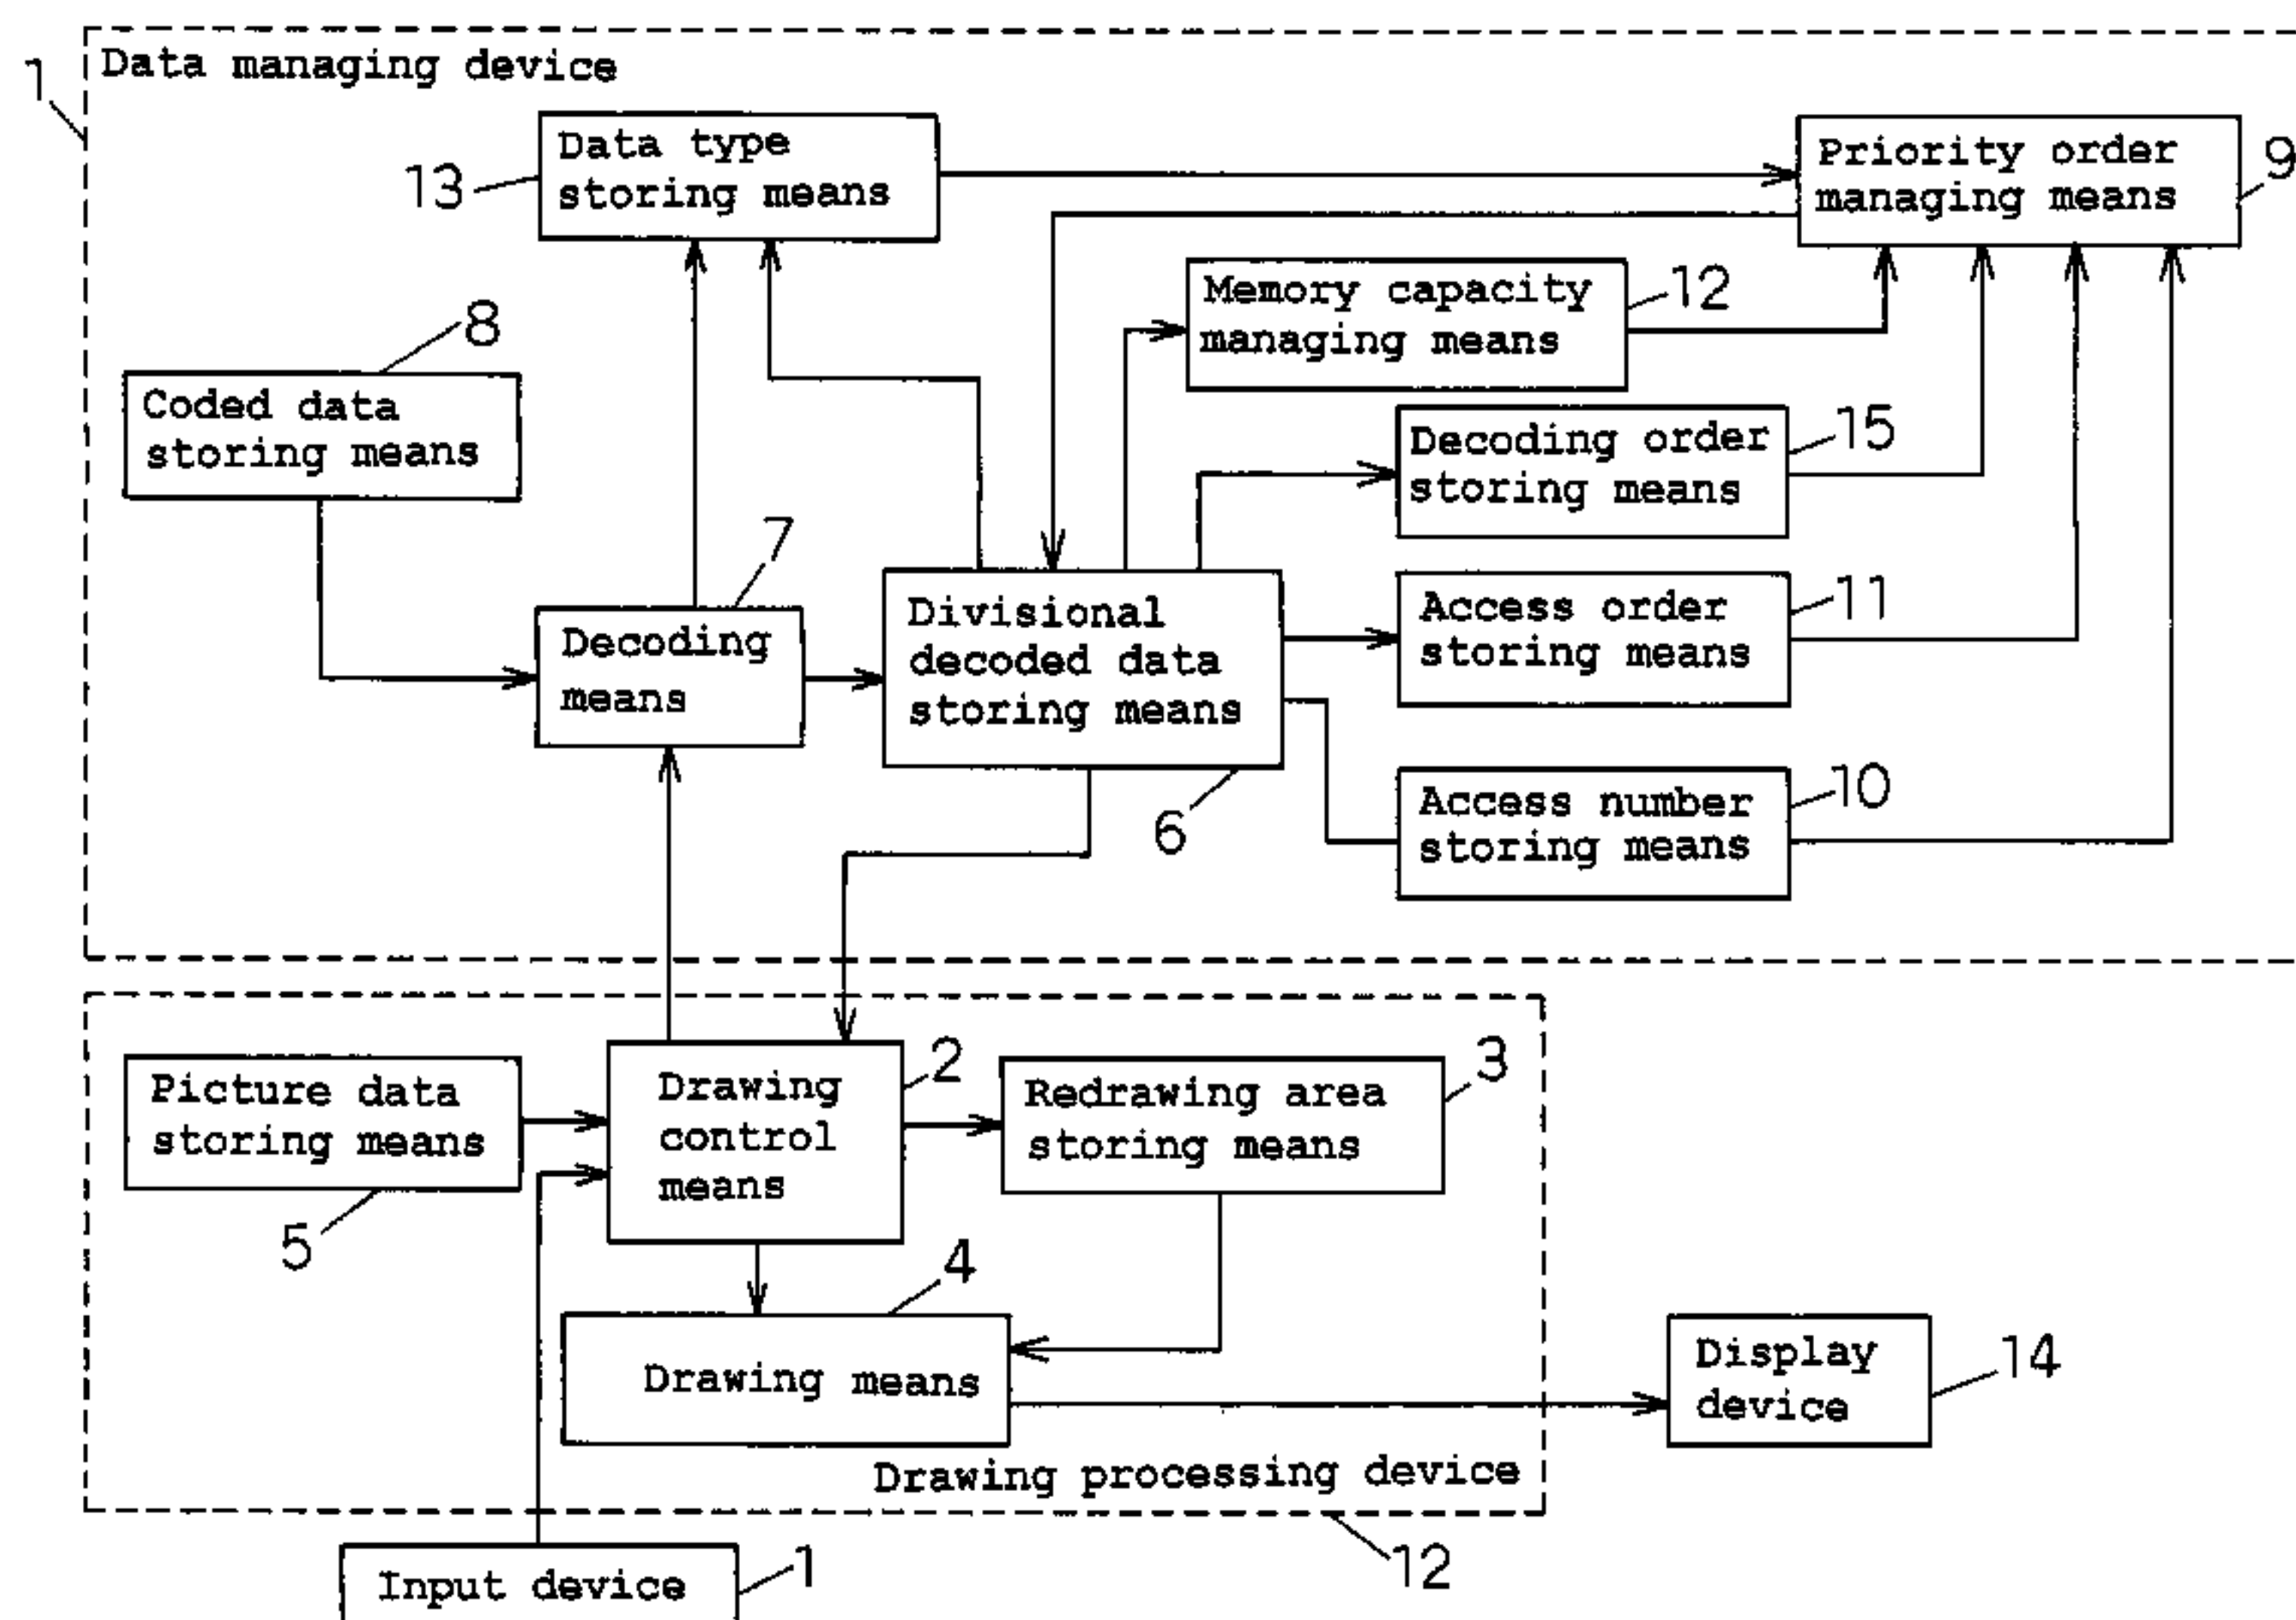 Data managing device
1
Data type
storing means
13
Priority order
managing means
9
Memory capacity
managing means
12
8
Coded data
storing means
Decoding order
storing means
15
7
Decoding
means
Divisional
decoded data
storing means
6
Access order
storing means
11
Access number
storing means
10
Picture data
storing means
5
Drawing
control
means
2
Redrawing area
storing means
3
4
Drawing means
Display
device
14
Drawing processing device
12
Input device
1